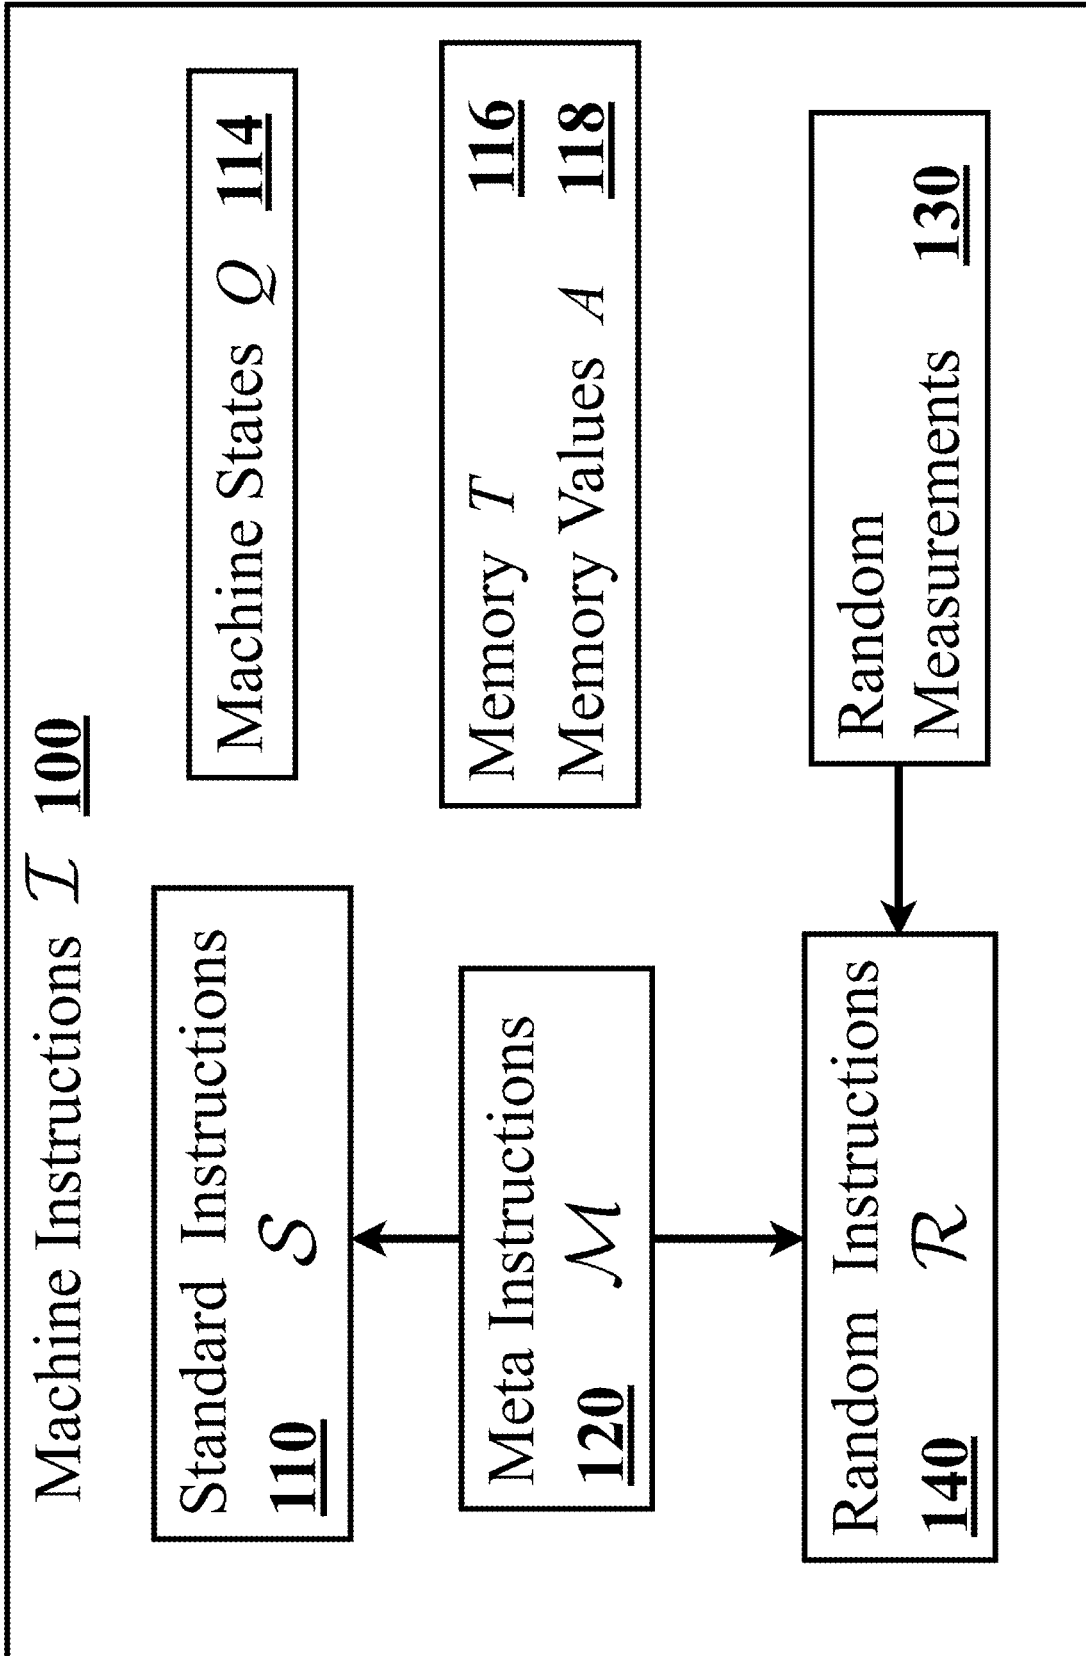 Machine Instructions ℐ 100
Standard Instructions
110 𝒮
Machine States Q 114
Meta Instructions
120 ℳ
Memory T 116
Memory Values A 118
Random Instructions
140 ℛ
Random
Measurements 130